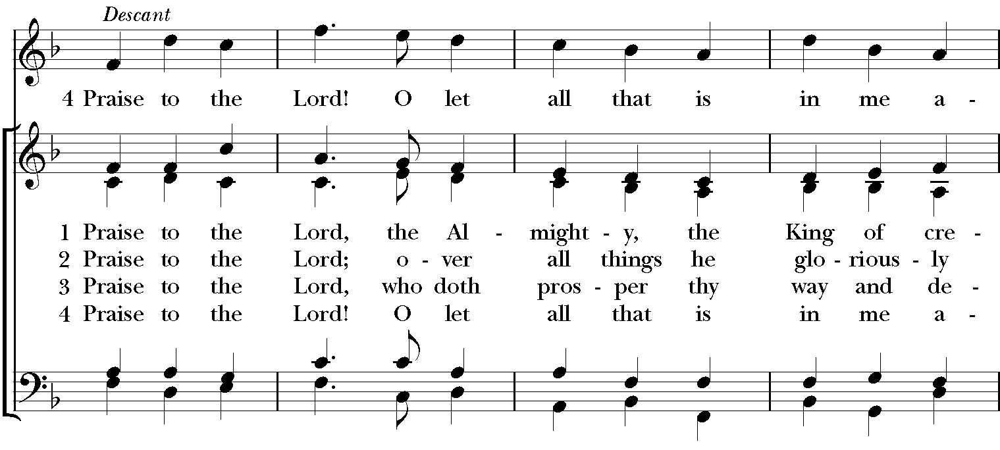 Descant
4 Praise to the Lord! O let all that is in me a -
1 Praise to the Lord, the Al - might - y, the King of cre -
2 Praise to the Lord; o - ver all things he glo - rious - ly
3 Praise to the Lord, who doth pros - per thy way and de -
4 Praise to the Lord! O let all that is in me a -